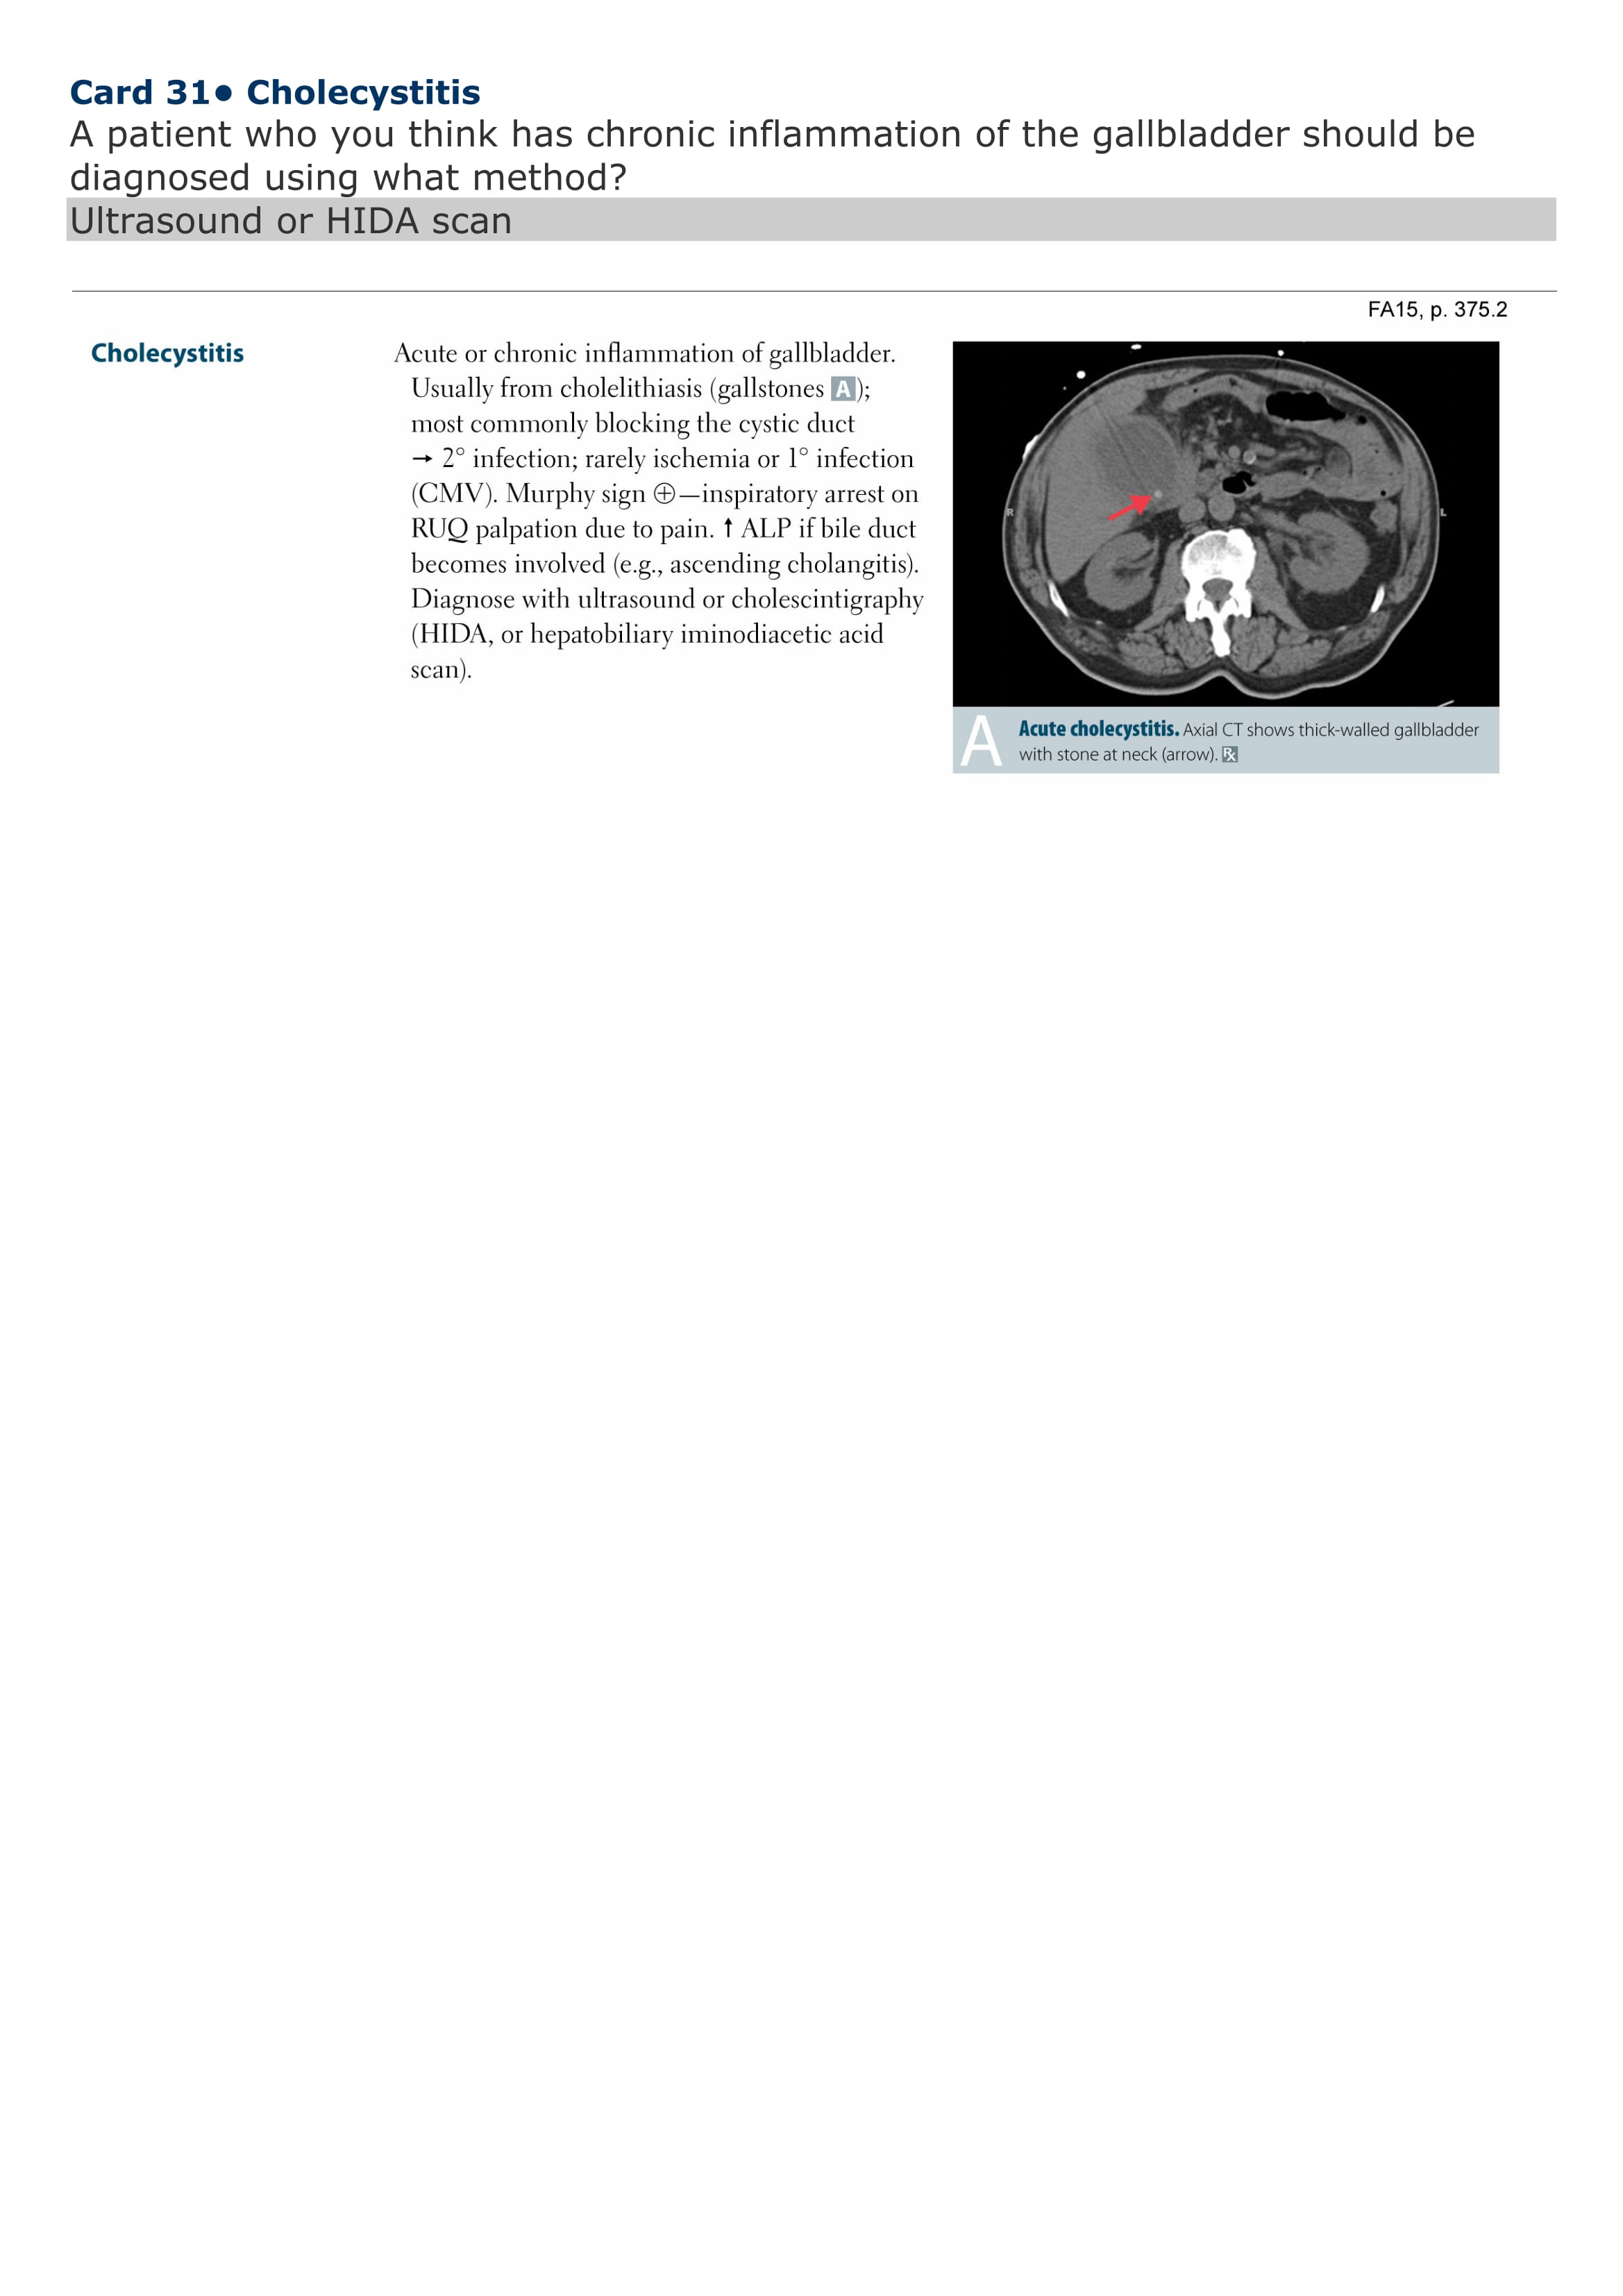 Card 31• Cholecystitis
A patient who you think has chronic inflammation of the gallbladder should be
diagnosed using what method?
Ultrasound or HIDA scan
FA15, p. 375.2
Cholecystitis
Acute or chronic inflammation of gallbladder.
Usually from cholelithiasis (gallstones A);
most commonly blocking the cystic duct
→ 2° infection; rarely ischemia or 1° infection
(CMV). Murphy sign ⊕—inspiratory arrest on
RUQ palpation due to pain. ↑ ALP if bile duct
becomes involved (e.g., ascending cholangitis).
Diagnose with ultrasound or cholescintigraphy
(HIDA, or hepatobiliary iminodiacetic acid
scan).
R
L
A
Acute cholecystitis. Axial CT shows thick-walled gallbladder
with stone at neck (arrow). Rx